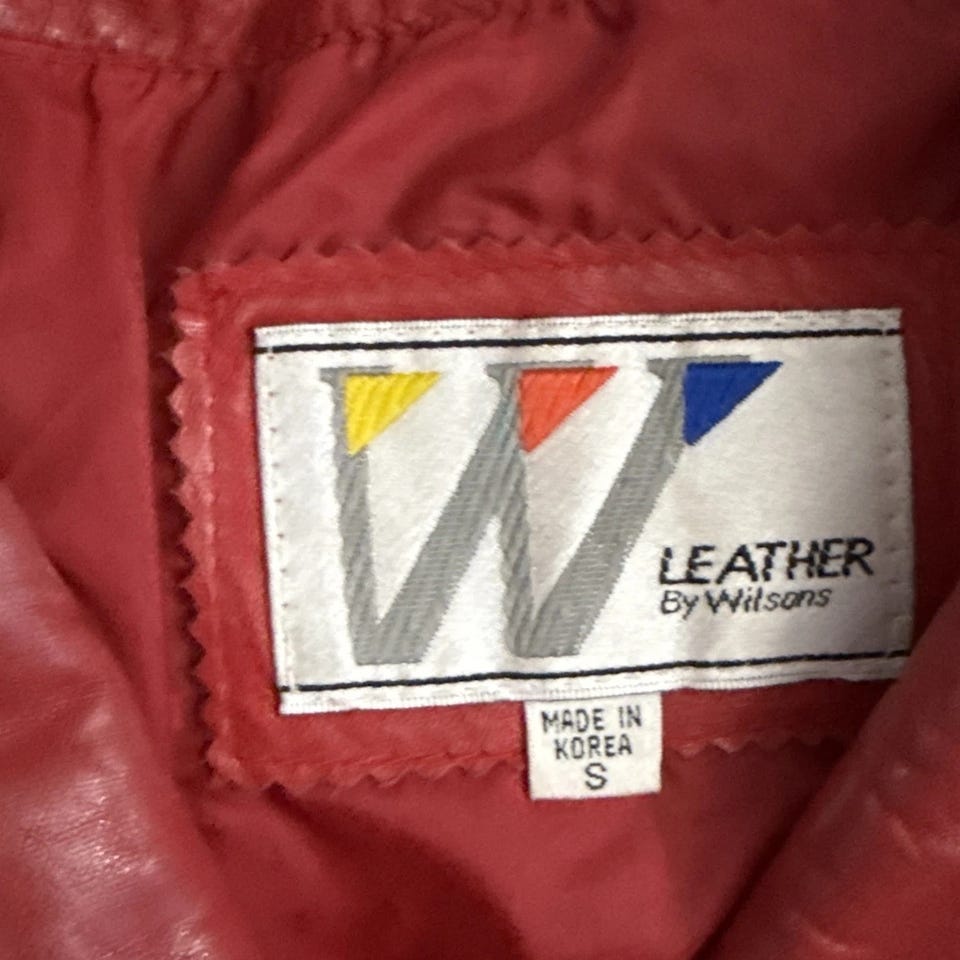 W
LEATHER
By Wilsons
MADE IN
KOREA
S